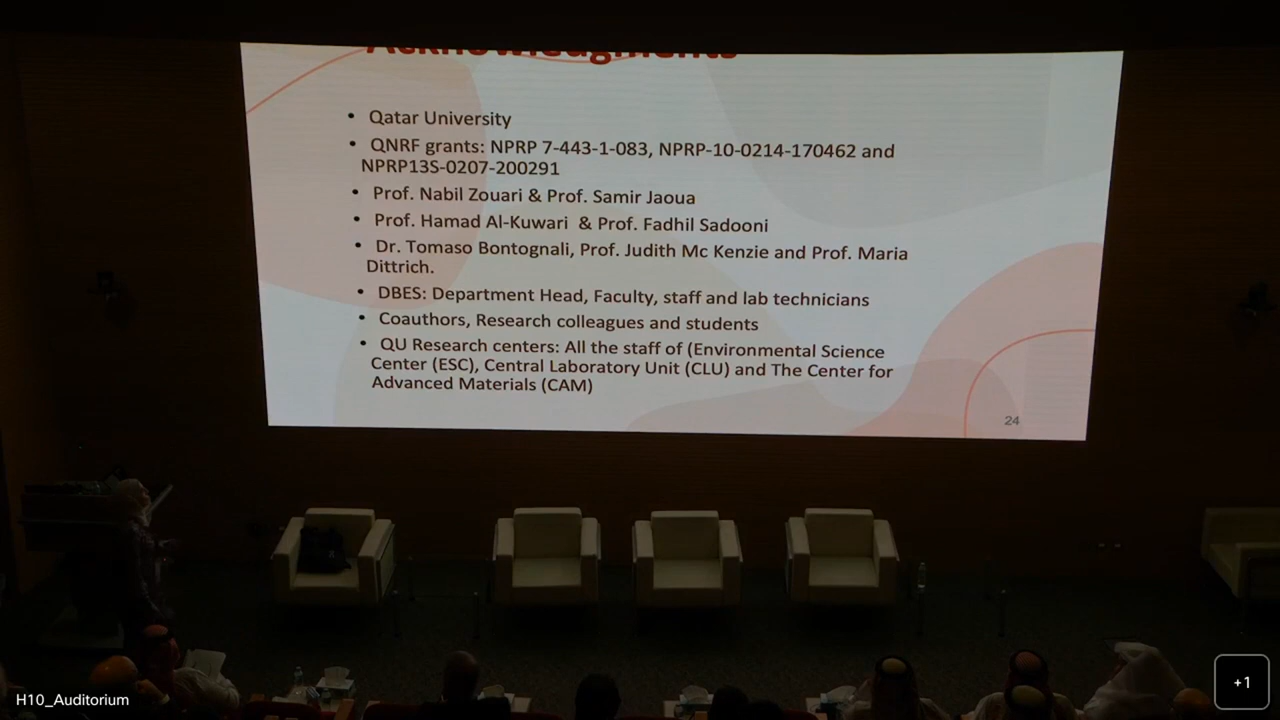 Acknowledgments
• Qatar University
• QNRF grants: NPRP 7-443-1-083, NPRP-10-0214-170462 and
NPRP13S-0207-200291
• Prof. Nabil Zouari & Prof. Samir Jaoua
• Prof. Hamad Al-Kuwari & Prof. Fadhil Sadooni
• Dr. Tomaso Bontognali, Prof. Judith Mc Kenzie and Prof. Maria
Dittrich.
• DBES: Department Head, Faculty, staff and lab technicians
• Coauthors, Research colleagues and students
• QU Research centers: All the staff of (Environmental Science
Center (ESC), Central Laboratory Unit (CLU) and The Center for
Advanced Materials (CAM)
24
H10_Auditorium
+1